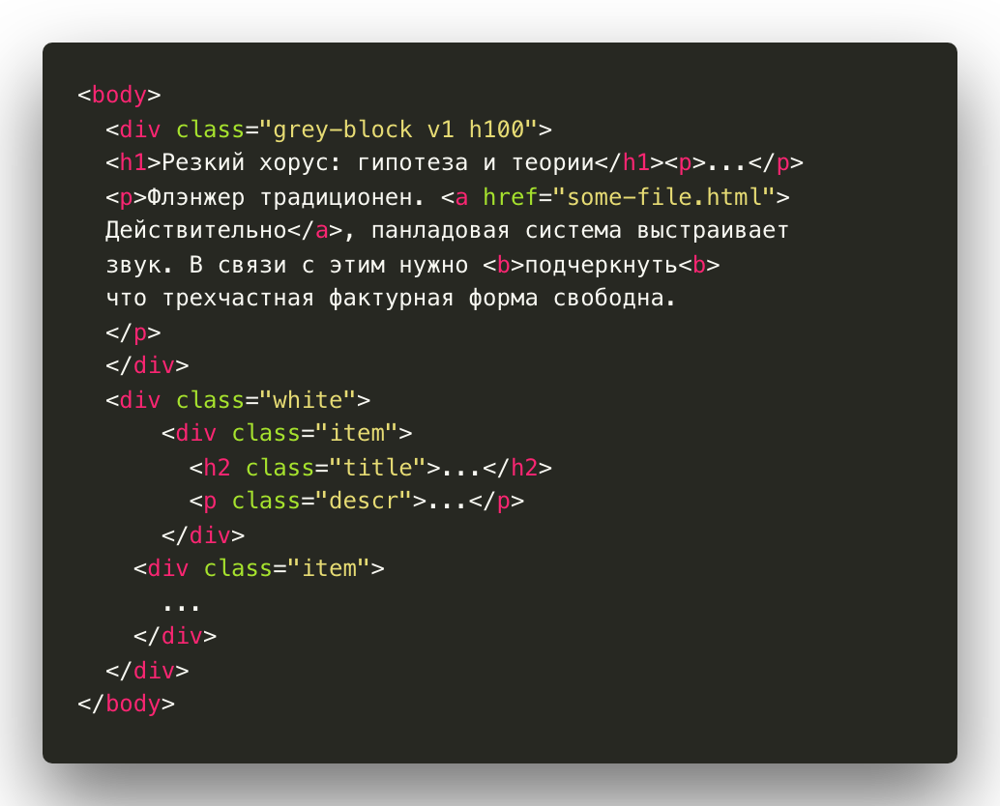 <body>
<div class="grey-block v1 h100">
<h1>Резкий хорус: гипотеза и теории</h1><p>...</p>
<p>Флэнжер традиционен. <a href="some-file.html">
Действительно</a>, панладовая система выстраивает
звук. В связи с этим нужно <b>подчеркнуть<b>
что трехчастная фактурная форма свободна.
</p>
</div>
<div class="white">
<div class="item">
<h2 class="title">...</h2>
<p class="descr">...</p>
</div>
<div class="item">
...
</div>
</div>
</body>